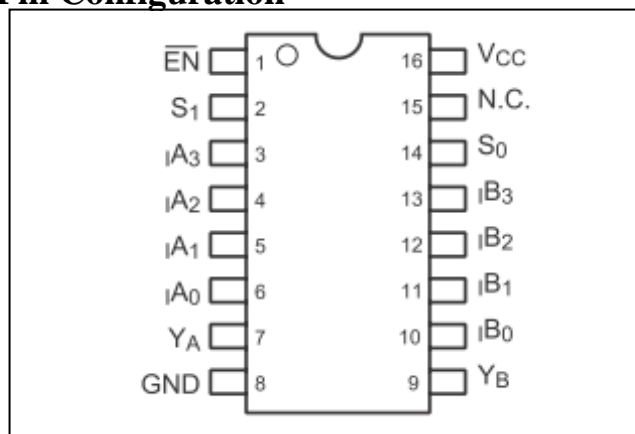 Configuration
EN 1 16 VCC
S1 2 15 N.C.
IA3 3 14 S0
IA2 4 13 IB3
IA1 5 12 IB2
IA0 6 11 IB1
YA 7 10 IB0
GND 8 9 YB